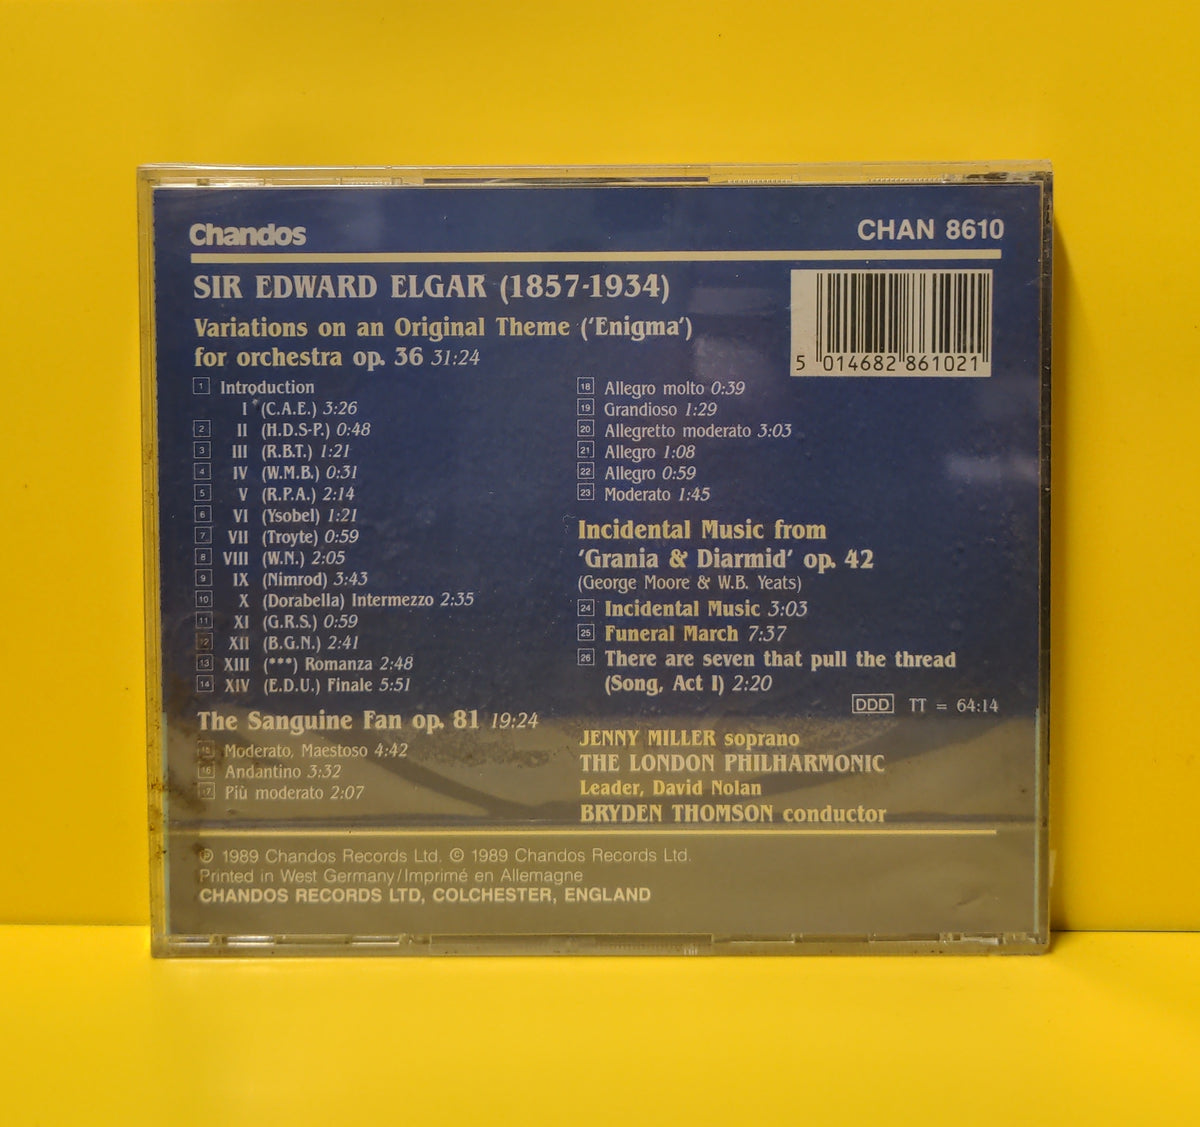 Chandos
CHAN 8610
SIR EDWARD ELGAR (1857-1934)
Variations on an Original Theme ('Enigma')
for orchestra op. 36 31:24
5 014682 861021
1 Introduction
I (C.A.E.) 3:26
2 II (H.D.S-P.) 0:48
3 III (R.B.T.) 1:21
4 IV (W.M.B.) 0:31
5 V (R.P.A.) 2:14
6 VI (Ysobel) 1:21
7 VII (Troyte) 0:59
8 VIII (W.N.) 2:05
9 IX (Nimrod) 3:43
10 X (Dorabella) Intermezzo 2:35
11 XI (G.R.S.) 0:59
12 XII (B.G.N.) 2:41
13 XIII (***) Romanza 2:48
14 XIV (E.D.U.) Finale 5:51
The Sanguine Fan op. 81 19:24
15 Moderato, Maestoso 4:42
16 Andantino 3:32
17 Più moderato 2:07
18 Allegro molto 0:39
19 Grandioso 1:29
20 Allegretto moderato 3:03
21 Allegro 1:08
22 Allegro 0:59
23 Moderato 1:45
Incidental Music from
'Grania & Diarmid' op. 42
(George Moore & W.B. Yeats)
24 Incidental Music 3:03
25 Funeral March 7:37
26 There are seven that pull the thread
(Song, Act I) 2:20
DDD TT = 64:14
JENNY MILLER soprano
THE LONDON PHILHARMONIC
Leader, David Nolan
BRYDEN THOMSON conductor
℗ 1989 Chandos Records Ltd. © 1989 Chandos Records Ltd.
Printed in West Germany/Imprimé en Allemagne
CHANDOS RECORDS LTD, COLCHESTER, ENGLAND